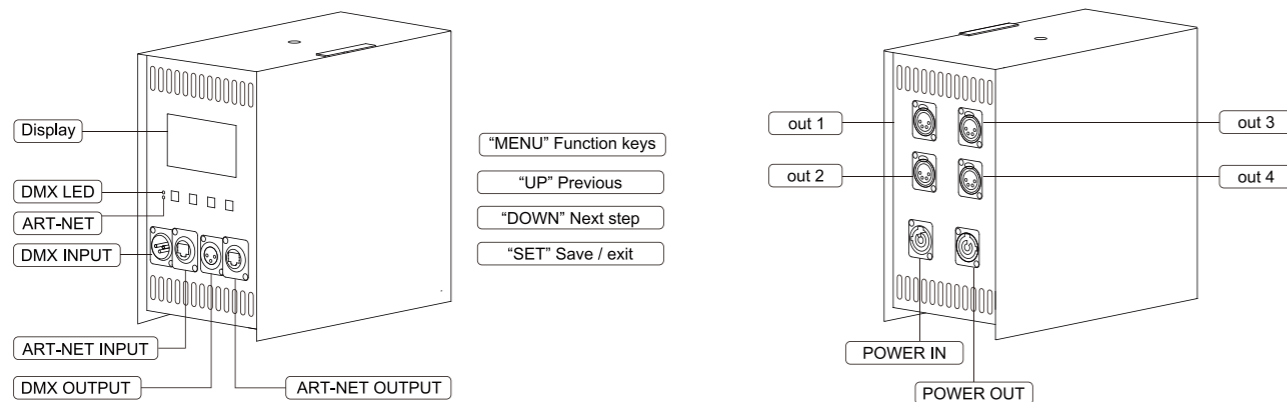 Display
DMX LED
ART-NET
DMX INPUT
ART-NET INPUT
DMX OUTPUT
ART-NET OUTPUT
“MENU” Function keys
“UP” Previous
“DOWN” Next step
“SET” Save / exit
out 1
out 2
out 3
out 4
POWER IN
POWER OUT